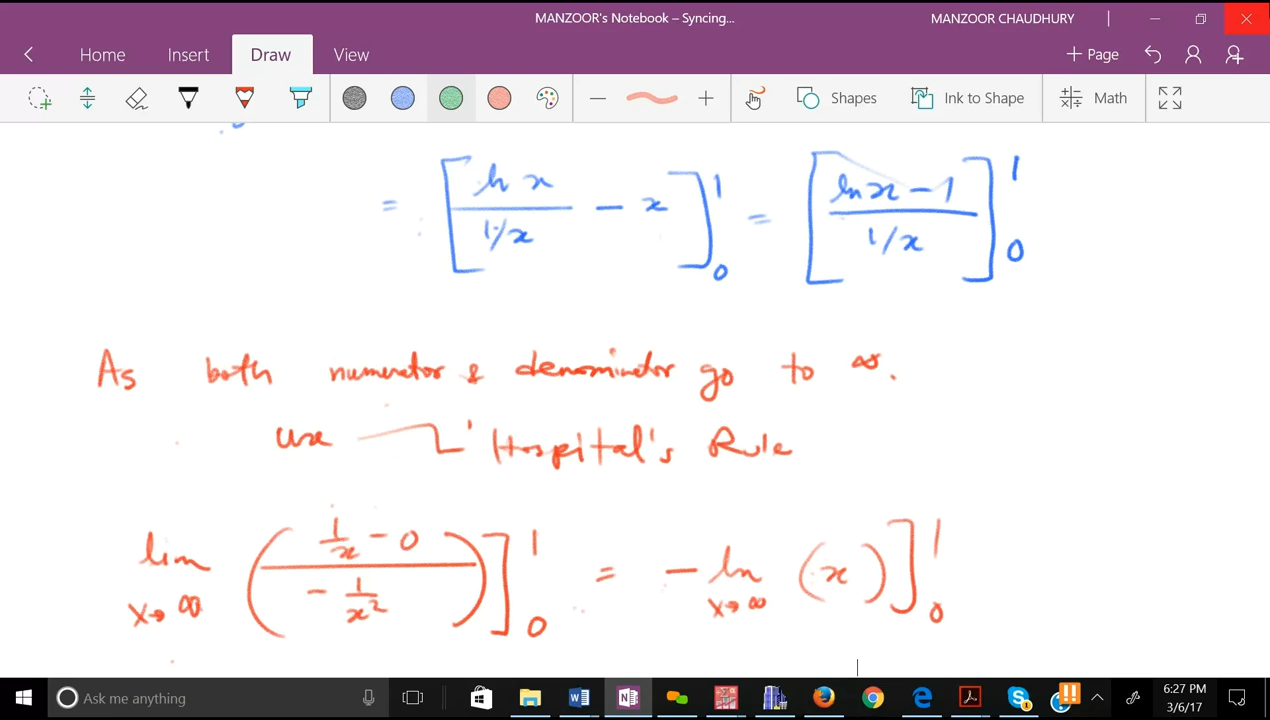 MANZOOR's Notebook – Syncing... MANZOOR CHAUDHURY
Home Insert Draw View Page
Shapes Ink to Shape Math
= [ ln x / (1/x) − x ]₀¹ = [ (ln x − 1) / (1/x) ]₀¹
As both numerator & denominator go to ∞.
use L'Hospital's Rule
lim x→∞ ( (1/x − 0) / (− 1/x²) ) ]₀¹ = − ln x→∞ (x) ]₀¹
Ask me anything 6:27 PM
3/6/17